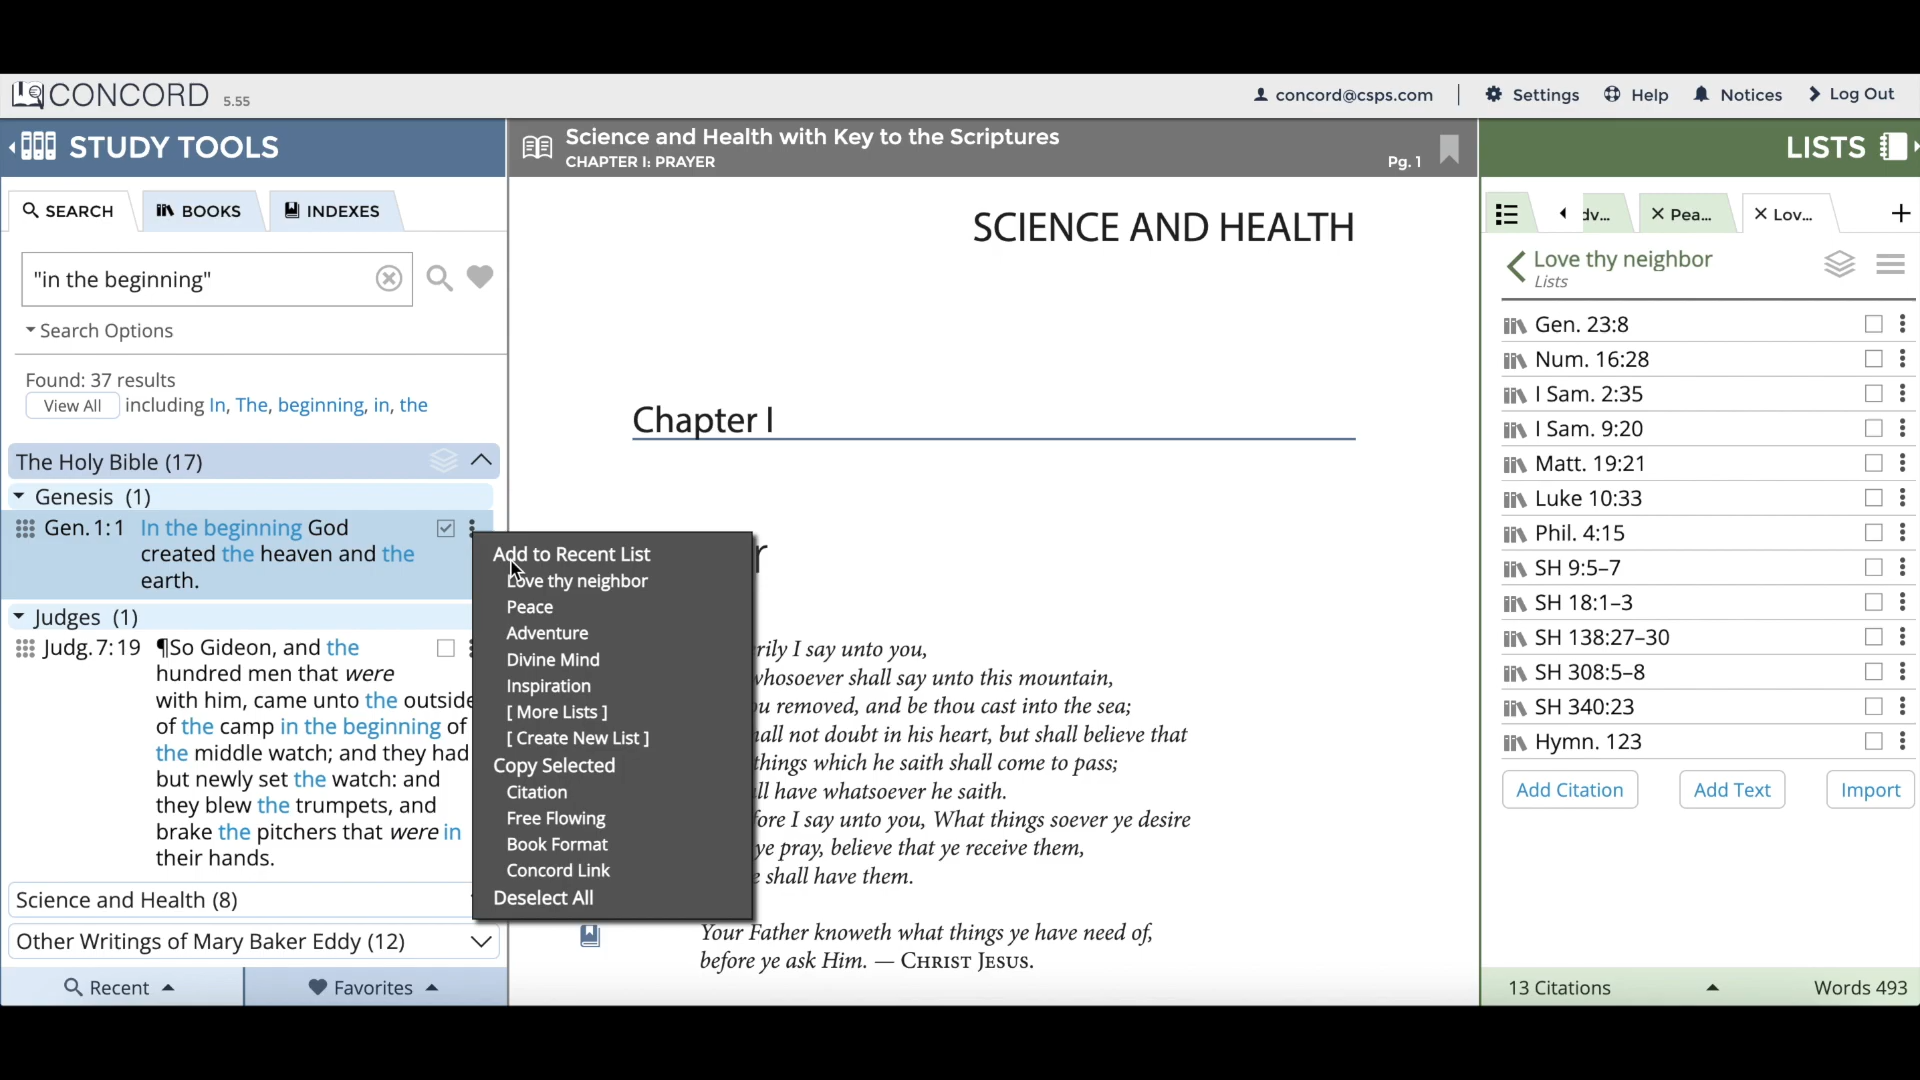 CONCORD 5.55
concord@csps.com
Settings
Help
Notices
Log Out
STUDY TOOLS
SEARCH
BOOKS
INDEXES
"in the beginning"
Search Options
Found: 37 results
View All including In, The, beginning, in, the
The Holy Bible (17)
Genesis (1)
Gen. 1:1 In the beginning God
created the heaven and the
earth.
Judges (1)
Judg. 7:19 ¶So Gideon, and the
hundred men that were
with him, came unto the outside
of the camp in the beginning of
the middle watch; and they had
but newly set the watch: and
they blew the trumpets, and
brake the pitchers that were in
their hands.
Science and Health (8)
Other Writings of Mary Baker Eddy (12)
Recent
Favorites
Add to Recent List
Love thy neighbor
Peace
Adventure
Divine Mind
Inspiration
[ More Lists ]
[ Create New List ]
Copy Selected
Citation
Free Flowing
Book Format
Concord Link
Deselect All
Science and Health with Key to the Scriptures
CHAPTER I: PRAYER
Pg. 1
SCIENCE AND HEALTH
Chapter I
r
rily I say unto you,
whosoever shall say unto this mountain,
u removed, and be thou cast into the sea;
all not doubt in his heart, but shall believe that
things which he saith shall come to pass;
ll have whatsoever he saith.
fore I say unto you, What things soever ye desire
ye pray, believe that ye receive them,
e shall have them.
Your Father knoweth what things ye have need of,
before ye ask Him. — CHRIST JESUS.
LISTS
dv...
Pea...
Lov...
Love thy neighbor
Lists
Gen. 23:8
Num. 16:28
I Sam. 2:35
I Sam. 9:20
Matt. 19:21
Luke 10:33
Phil. 4:15
SH 9:5–7
SH 18:1–3
SH 138:27–30
SH 308:5–8
SH 340:23
Hymn. 123
Add Citation
Add Text
Import
13 Citations
Words 493